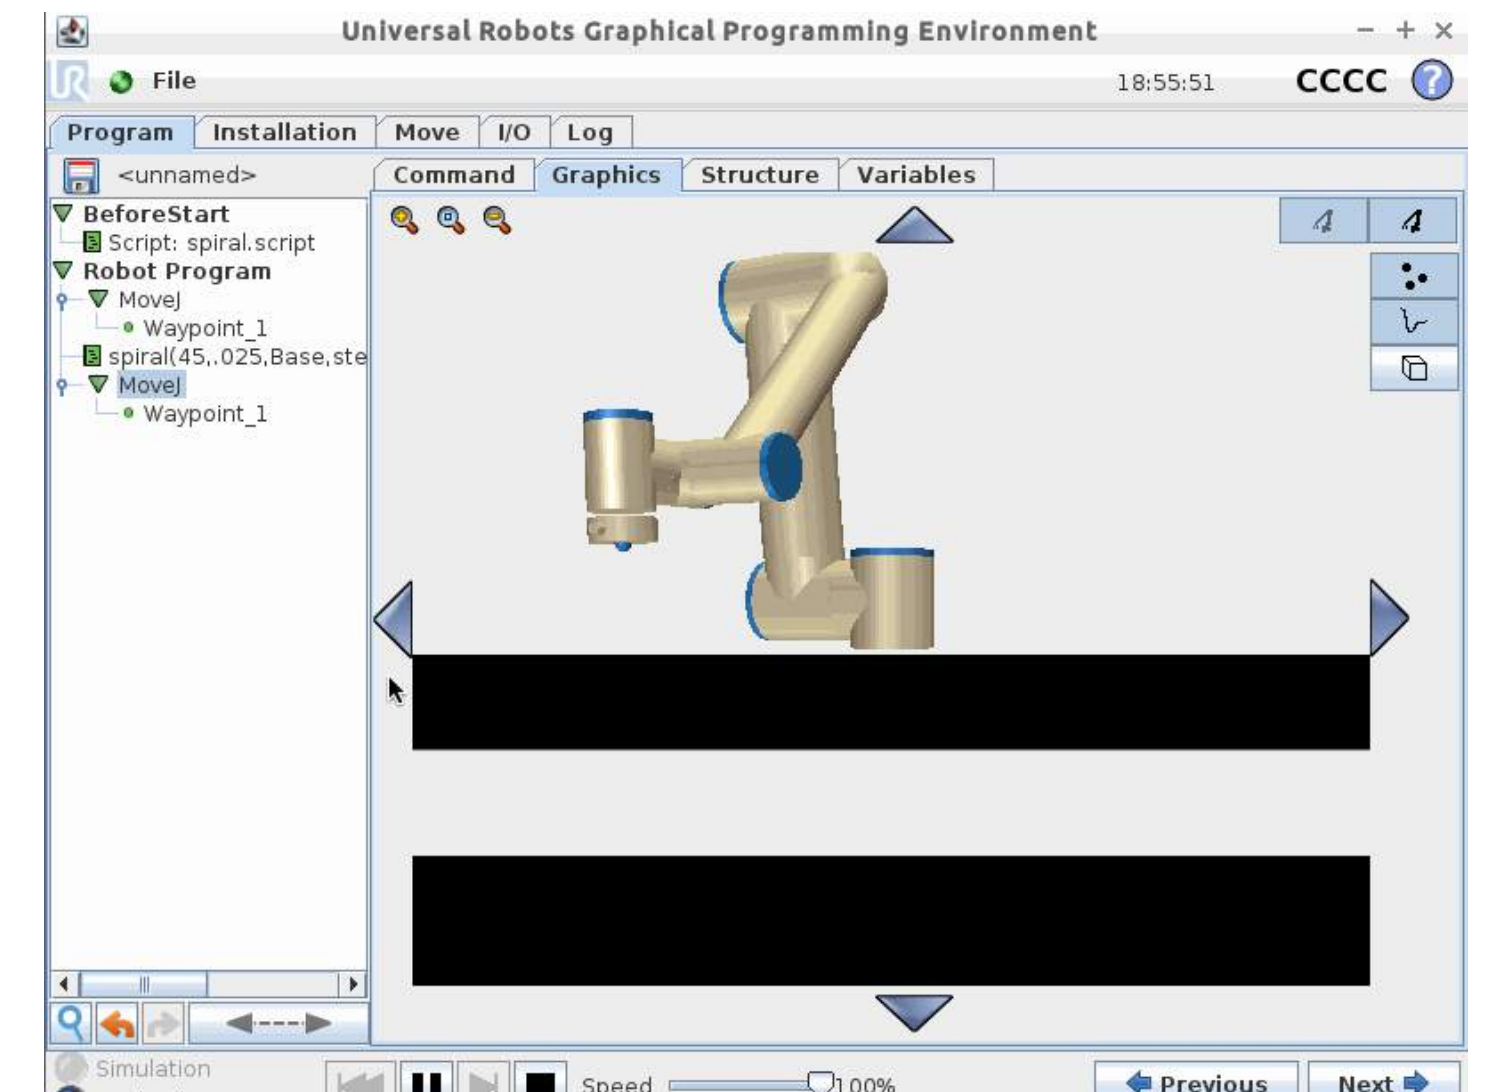 Universal Robots Graphical Programming Environment
UR File 18:55:51 CCCC ?
Program Installation Move I/O Log
<unnamed> Command Graphics Structure Variables
BeforeStart
Script: spiral.script
Robot Program
MoveJ
Waypoint_1
spiral(45,.025,Base,ste
MoveJ
Waypoint_1
Simulation
Speed 100% Previous Next